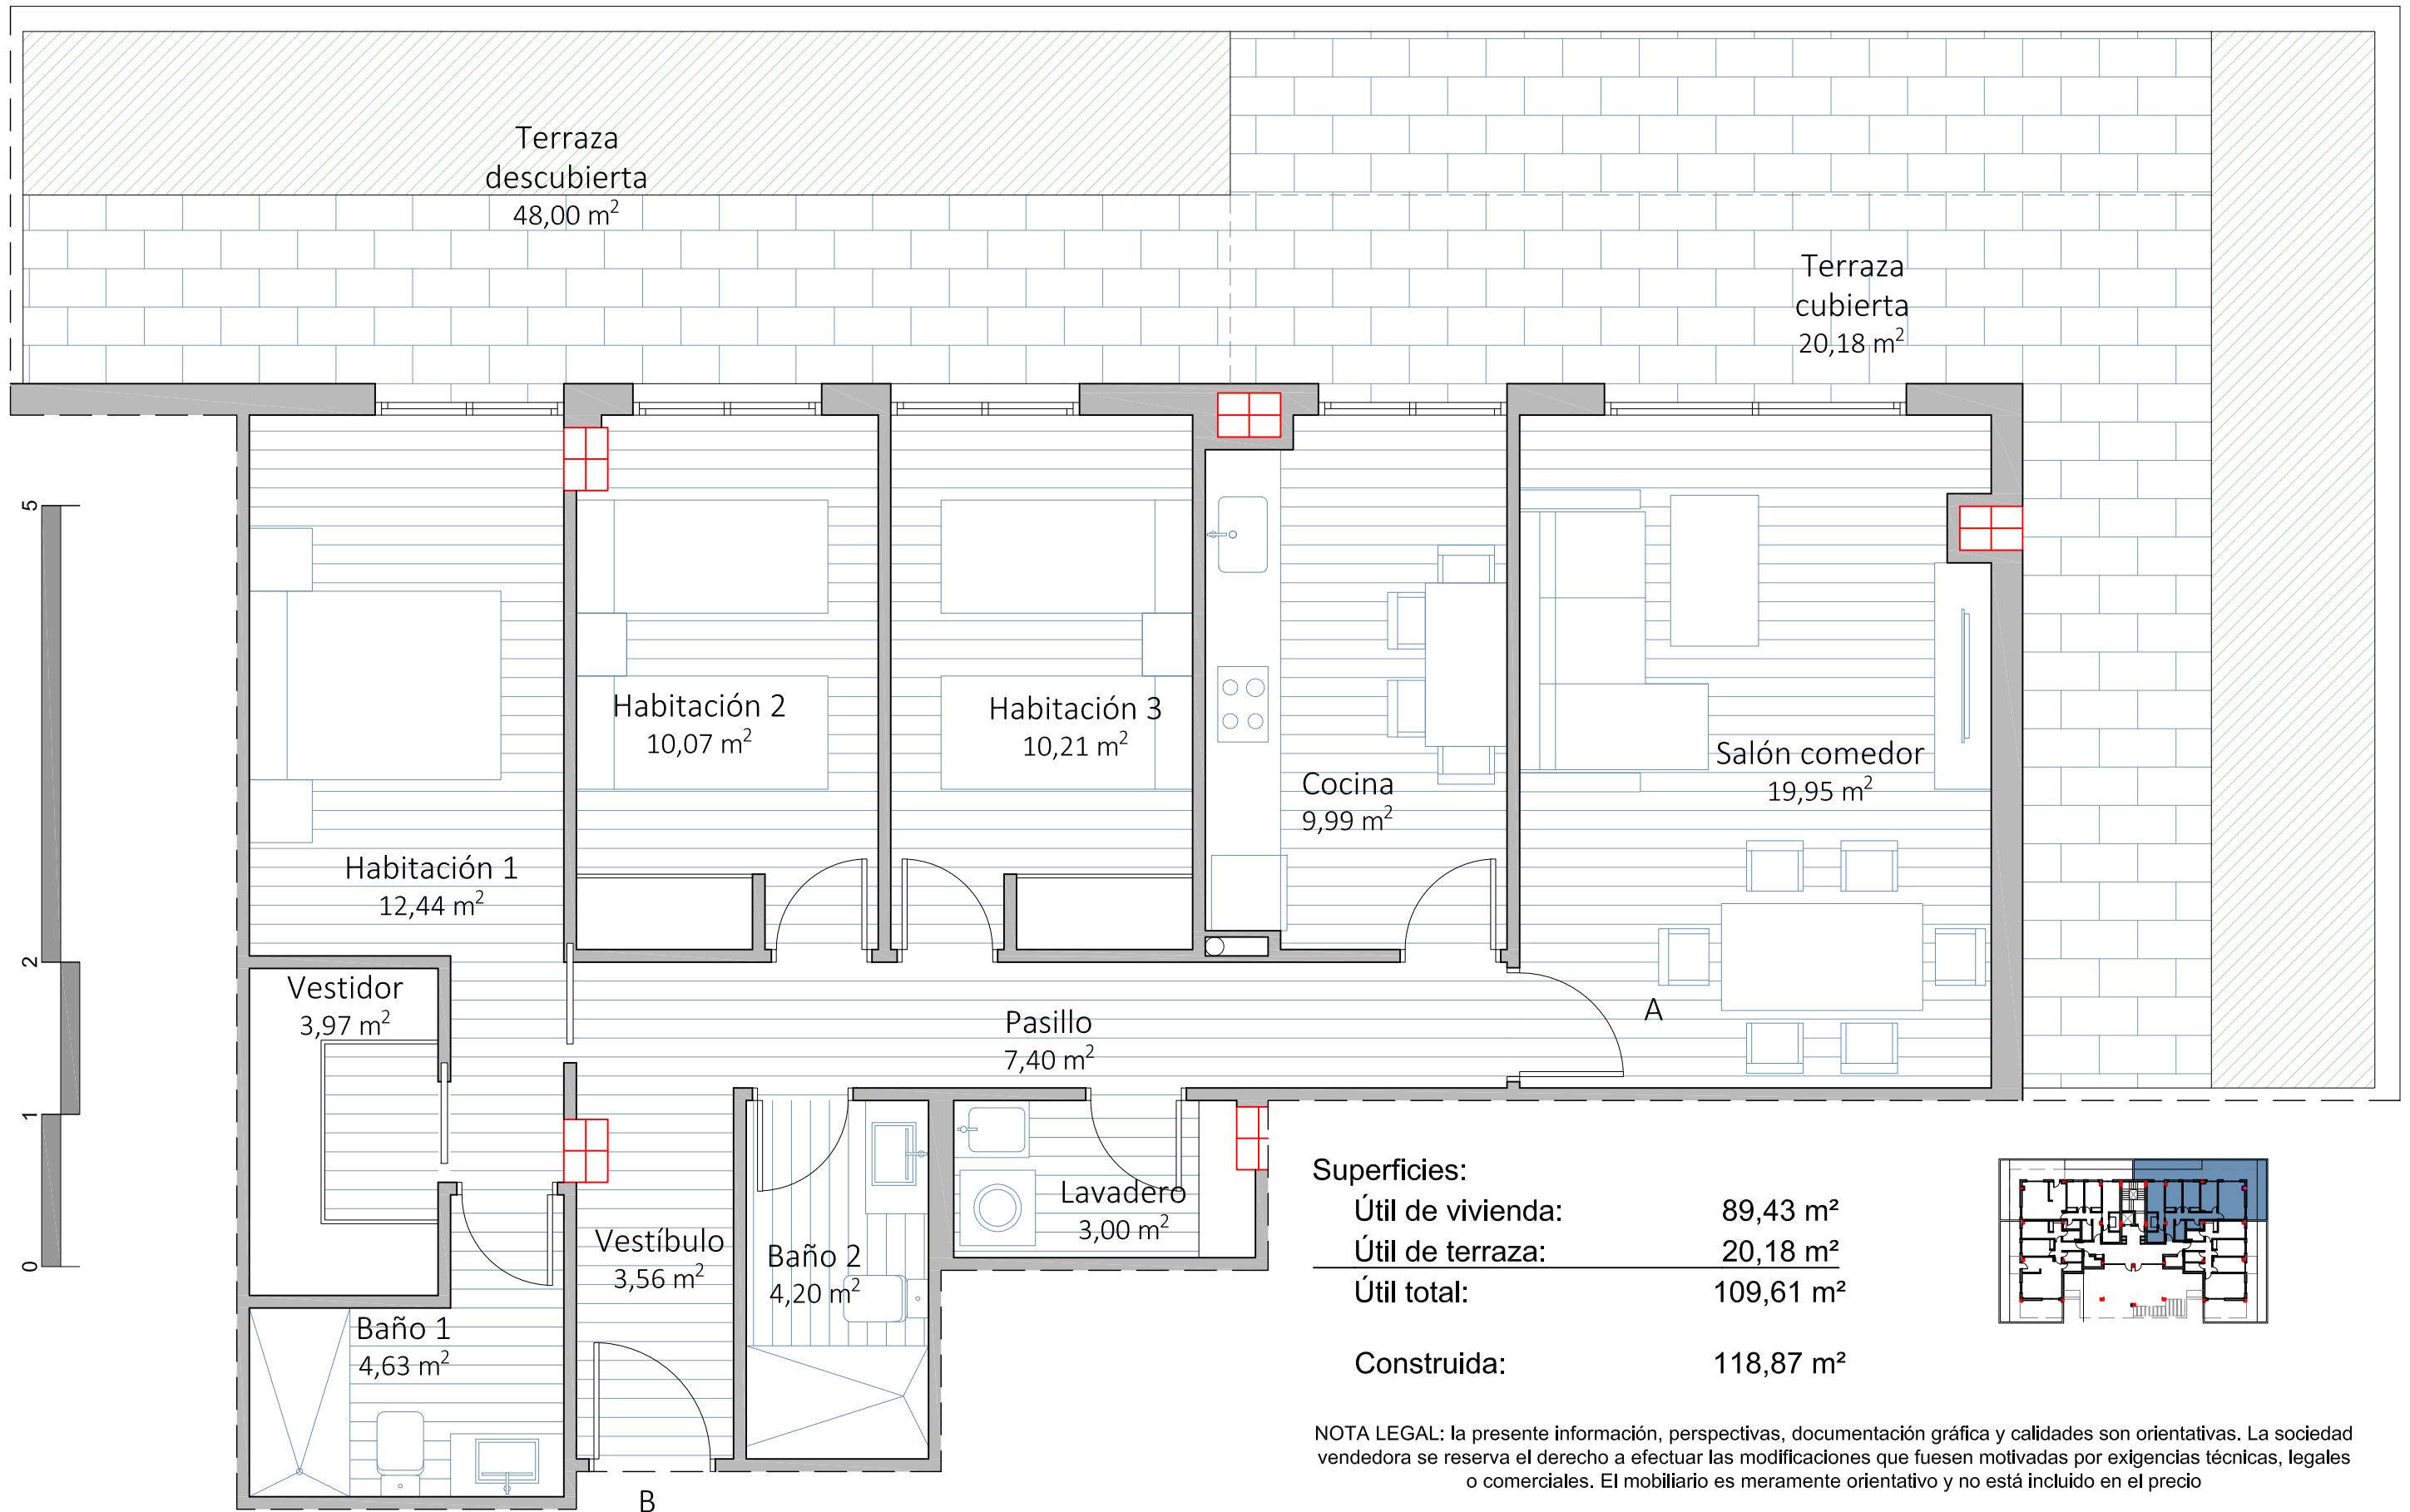 Terraza
descubierta
48,00 m²
Terraza
cubierta
20,18 m²
5
2
1
0
Habitación 1
12,44 m²
Habitación 2
10,07 m²
Habitación 3
10,21 m²
Cocina
9,99 m²
Salón comedor
19,95 m²
Vestidor
3,97 m²
Pasillo
7,40 m²
A
Baño 1
4,63 m²
Vestíbulo
3,56 m²
Baño 2
4,20 m²
Lavadero
3,00 m²
B
Superficies:
Útil de vivienda: 89,43 m²
Útil de terraza: 20,18 m²
Útil total: 109,61 m²
Construida: 118,87 m²
NOTA LEGAL: la presente información, perspectivas, documentación gráfica y calidades son orientativas. La sociedad
vendedora se reserva el derecho a efectuar las modificaciones que fuesen motivadas por exigencias técnicas, legales
o comerciales. El mobiliario es meramente orientativo y no está incluido en el precio